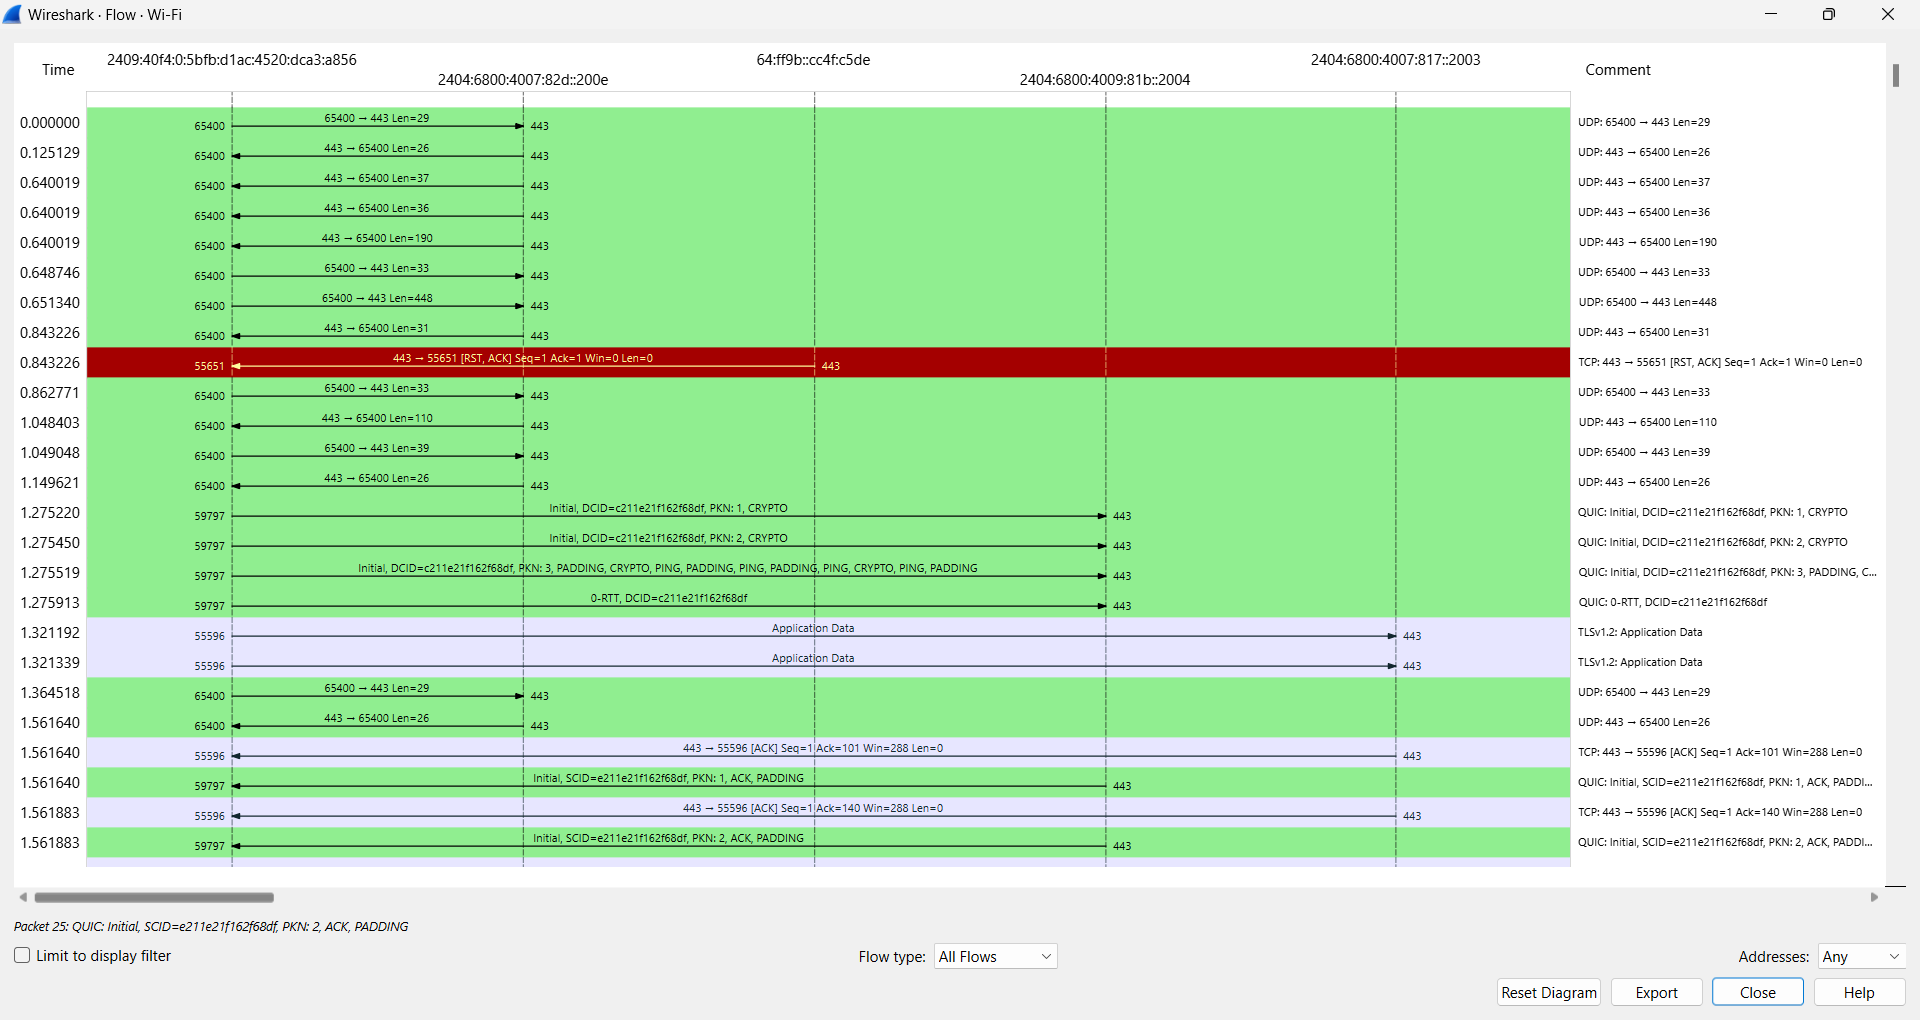 Wireshark · Flow · Wi-Fi
Time 2409:40f4:0:5bfb:d1ac:4520:dca3:a856 64:ff9b::cc4f:c5de 2404:6800:4007:817::2003 Comment
2404:6800:4007:82d::200e 2404:6800:4009:81b::2004
0.000000 65400 65400 → 443 Len=29 443 UDP: 65400 → 443 Len=29
0.125129 65400 443 → 65400 Len=26 443 UDP: 443 → 65400 Len=26
0.640019 65400 443 → 65400 Len=37 443 UDP: 443 → 65400 Len=37
0.640019 65400 443 → 65400 Len=36 443 UDP: 443 → 65400 Len=36
0.640019 65400 443 → 65400 Len=190 443 UDP: 443 → 65400 Len=190
0.648746 65400 65400 → 443 Len=33 443 UDP: 65400 → 443 Len=33
0.651340 65400 65400 → 443 Len=448 443 UDP: 65400 → 443 Len=448
0.843226 65400 443 → 65400 Len=31 443 UDP: 443 → 65400 Len=31
0.843226 55651 443 → 55651 [RST, ACK] Seq=1 Ack=1 Win=0 Len=0 443 TCP: 443 → 55651 [RST, ACK] Seq=1 Ack=1 Win=0 Len=0
0.862771 65400 65400 → 443 Len=33 443 UDP: 65400 → 443 Len=33
1.048403 65400 443 → 65400 Len=110 443 UDP: 443 → 65400 Len=110
1.049048 65400 65400 → 443 Len=39 443 UDP: 65400 → 443 Len=39
1.149621 65400 443 → 65400 Len=26 443 UDP: 443 → 65400 Len=26
1.275220 59797 Initial, DCID=c211e21f162f68df, PKN: 1, CRYPTO 443 QUIC: Initial, DCID=c211e21f162f68df, PKN: 1, CRYPTO
1.275450 59797 Initial, DCID=c211e21f162f68df, PKN: 2, CRYPTO 443 QUIC: Initial, DCID=c211e21f162f68df, PKN: 2, CRYPTO
1.275519 59797 Initial, DCID=c211e21f162f68df, PKN: 3, PADDING, CRYPTO, PING, PADDING, PING, PADDING, PING, CRYPTO, PING, PADDING 443 QUIC: Initial, DCID=c211e21f162f68df, PKN: 3, PADDING, C...
1.275913 59797 0-RTT, DCID=c211e21f162f68df 443 QUIC: 0-RTT, DCID=c211e21f162f68df
1.321192 55596 Application Data 443 TLSv1.2: Application Data
1.321339 55596 Application Data 443 TLSv1.2: Application Data
1.364518 65400 65400 → 443 Len=29 443 UDP: 65400 → 443 Len=29
1.561640 65400 443 → 65400 Len=26 443 UDP: 443 → 65400 Len=26
1.561640 55596 443 → 55596 [ACK] Seq=1 Ack=101 Win=288 Len=0 443 TCP: 443 → 55596 [ACK] Seq=1 Ack=101 Win=288 Len=0
1.561640 59797 Initial, SCID=e211e21f162f68df, PKN: 1, ACK, PADDING 443 QUIC: Initial, SCID=e211e21f162f68df, PKN: 1, ACK, PADDI...
1.561883 55596 443 → 55596 [ACK] Seq=1 Ack=140 Win=288 Len=0 443 TCP: 443 → 55596 [ACK] Seq=1 Ack=140 Win=288 Len=0
1.561883 59797 Initial, SCID=e211e21f162f68df, PKN: 2, ACK, PADDING 443 QUIC: Initial, SCID=e211e21f162f68df, PKN: 2, ACK, PADDI...
Packet 25: QUIC: Initial, SCID=e211e21f162f68df, PKN: 2, ACK, PADDING
Limit to display filter Flow type: All Flows Addresses: Any
Reset Diagram Export Close Help